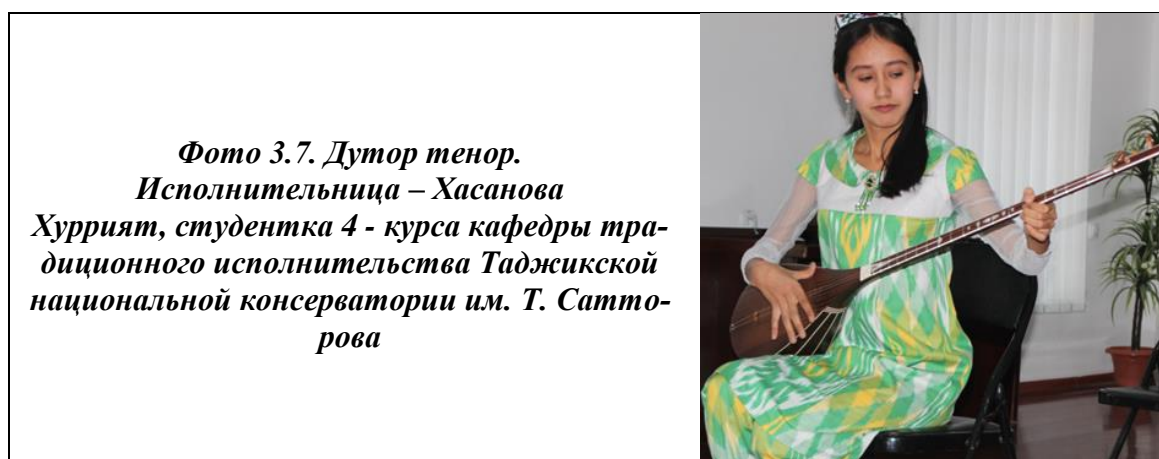 Фото 3.7. Дутор тенор.
Исполнительница – Хасанова
Хуррият, студентка 4 - курса кафедры тра-
диционного исполнительства Таджикской
национальной консерватории им. Т. Сатто-
рова